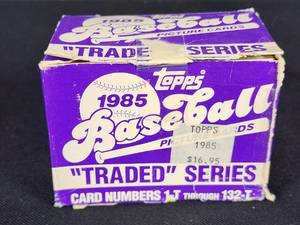 1985 Baseball
PICTURE CARDS
"TRADED" SERIES
topps
1985
Baseball
PICTURE CARDS
TOPPS
1985
$16.95
"TRADED" SERIES
CARD NUMBERS 1-T THROUGH 132-T